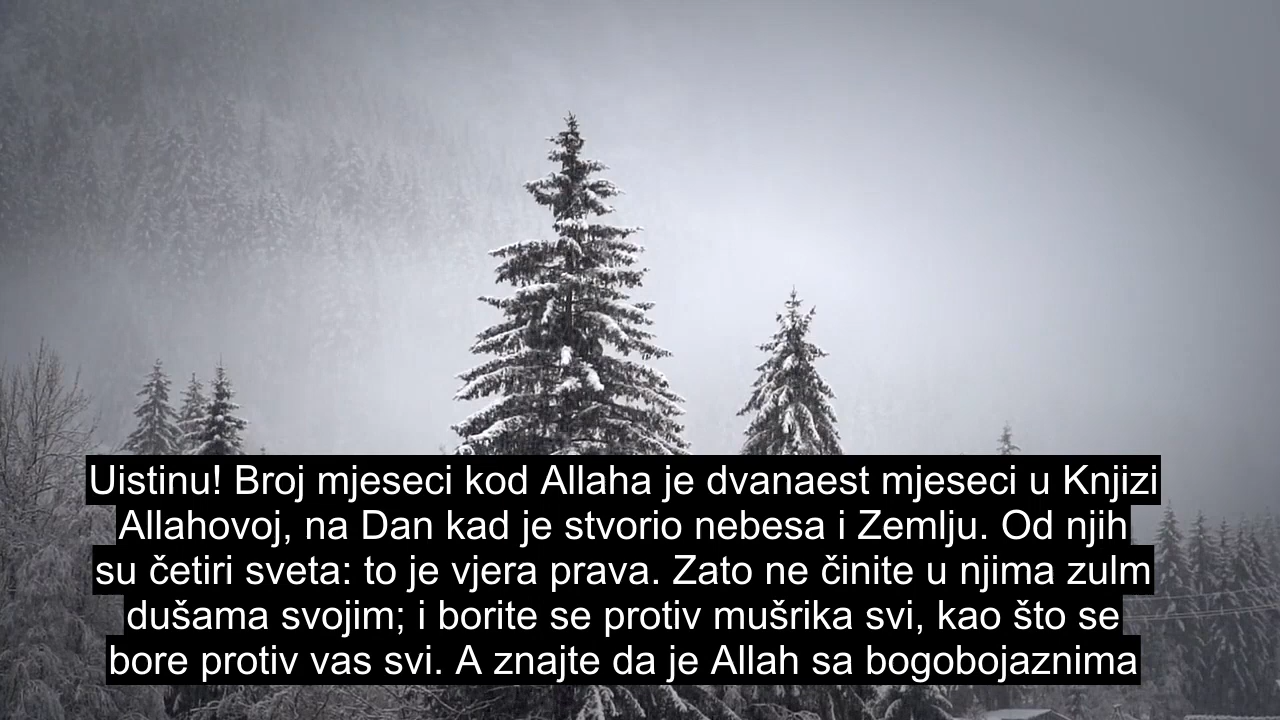 Uistinu! Broj mjeseci kod Allaha je dvanaest mjeseci u Knjizi
Allahovoj, na Dan kad je stvorio nebesa i Zemlju. Od njih
su četiri sveta: to je vjera prava. Zato ne činite u njima zulm
dušama svojim; i borite se protiv mušrika svi, kao što se
bore protiv vas svi. A znajte da je Allah sa bogobojaznima